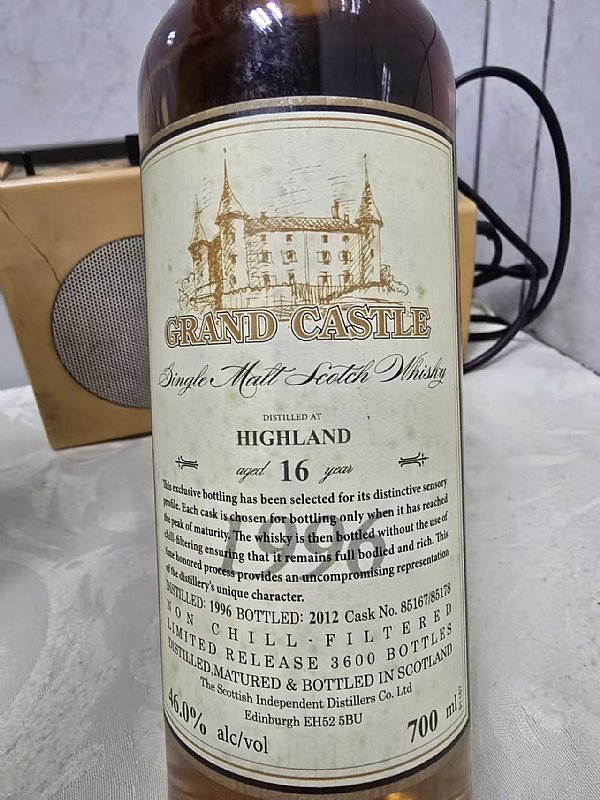 GRAND CASTLE
Single Malt Scotch Whisky
DISTILLED AT
HIGHLAND
aged 16 year
1996
This exclusive bottling has been selected for its distinctive sensory
profile. Each cask is chosen for bottling only when it has reached
the peak of maturity. The whisky is then bottled without the use of
chill-filtering ensuring that it remains full bodied and rich. This
time honored process provides an uncompromising representation
of the distillery's unique character.
DISTILLED: 1996 BOTTLED: 2012 Cask No. 85167/85178
NON CHILL-FILTERED
LIMITED RELEASE 3600 BOTTLES
DISTILLED,MATURED & BOTTLED IN SCOTLAND
The Scottish Independent Distillers Co. Ltd
Edinburgh EH52 5BU
46.0% alc/vol
700 ml